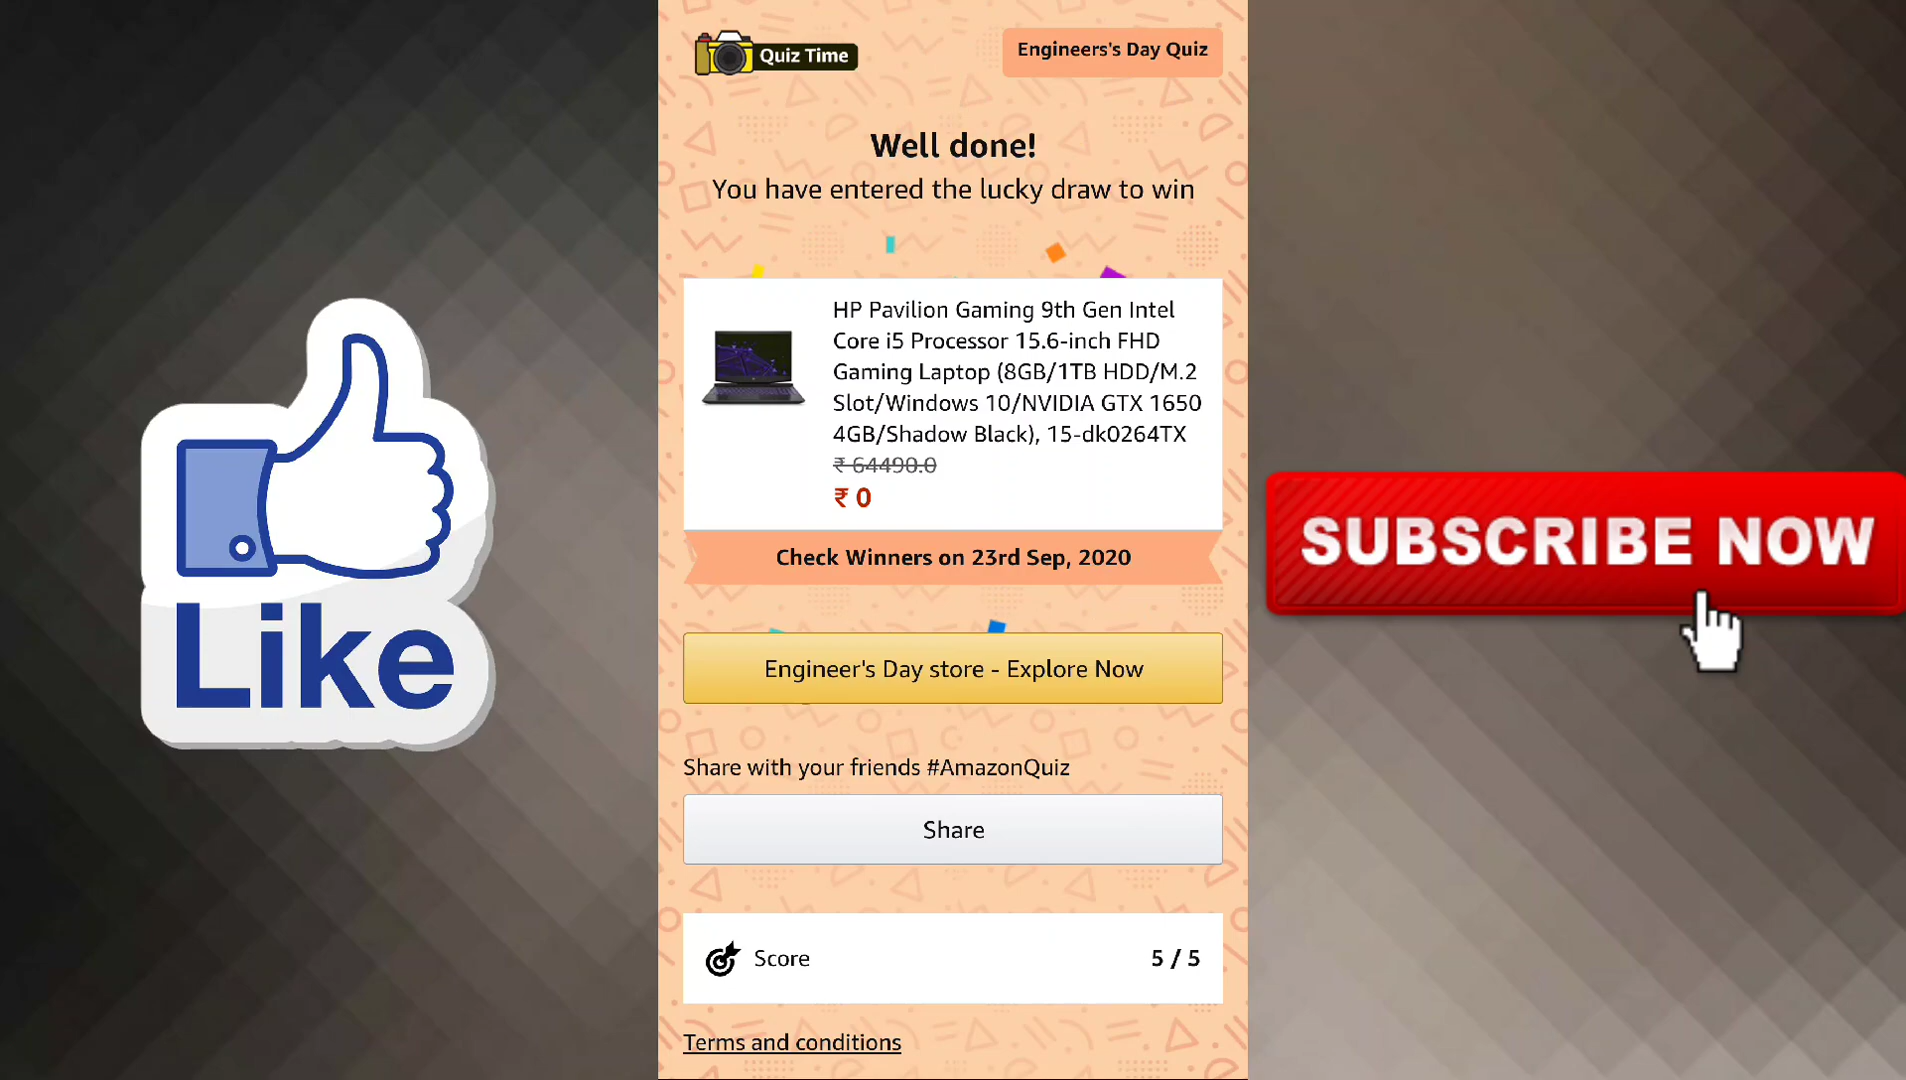 Quiz Time
Engineers's Day Quiz
Well done!
You have entered the lucky draw to win
HP Pavilion Gaming 9th Gen Intel
Core i5 Processor 15.6-inch FHD
Gaming Laptop (8GB/1TB HDD/M.2
Slot/Windows 10/NVIDIA GTX 1650
4GB/Shadow Black), 15-dk0264TX
₹ 64490.0
₹ 0
Check Winners on 23rd Sep, 2020
Engineer's Day store - Explore Now
Share with your friends #AmazonQuiz
Share
Score 5 / 5
Terms and conditions
Like
SUBSCRIBE NOW